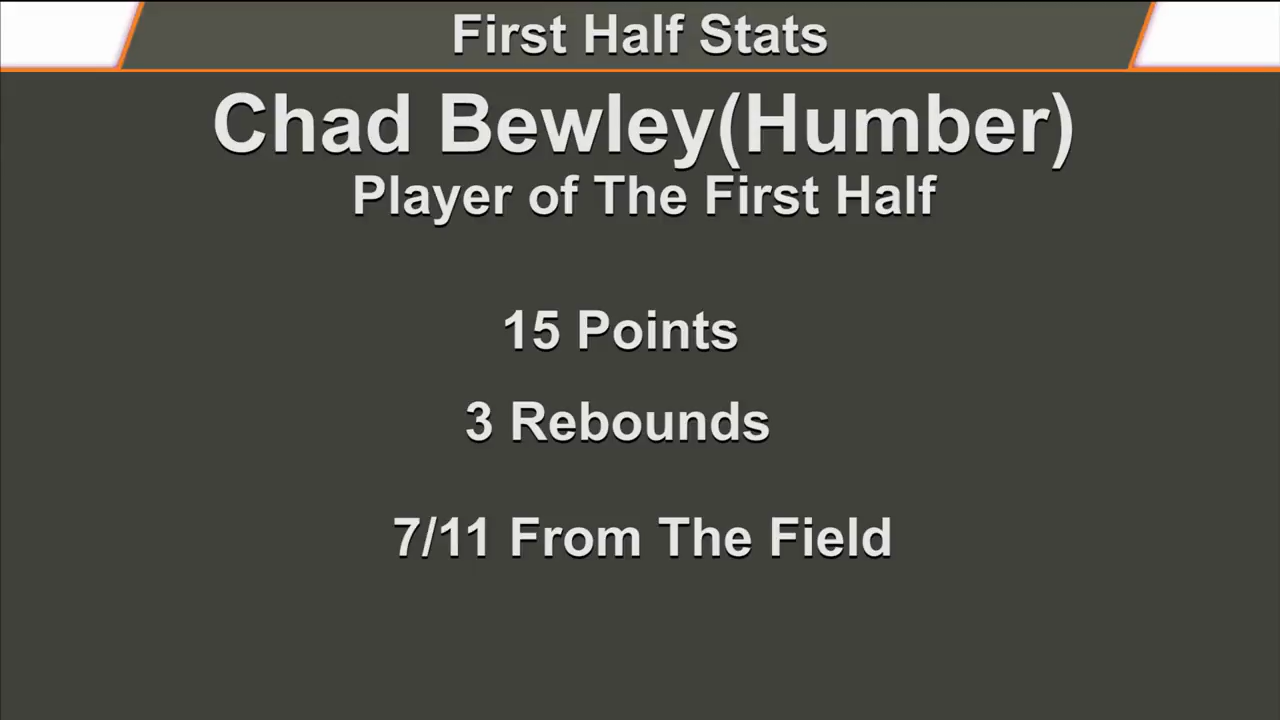 First Half Stats
Chad Bewley(Humber)
Player of The First Half
15 Points
3 Rebounds
7/11 From The Field